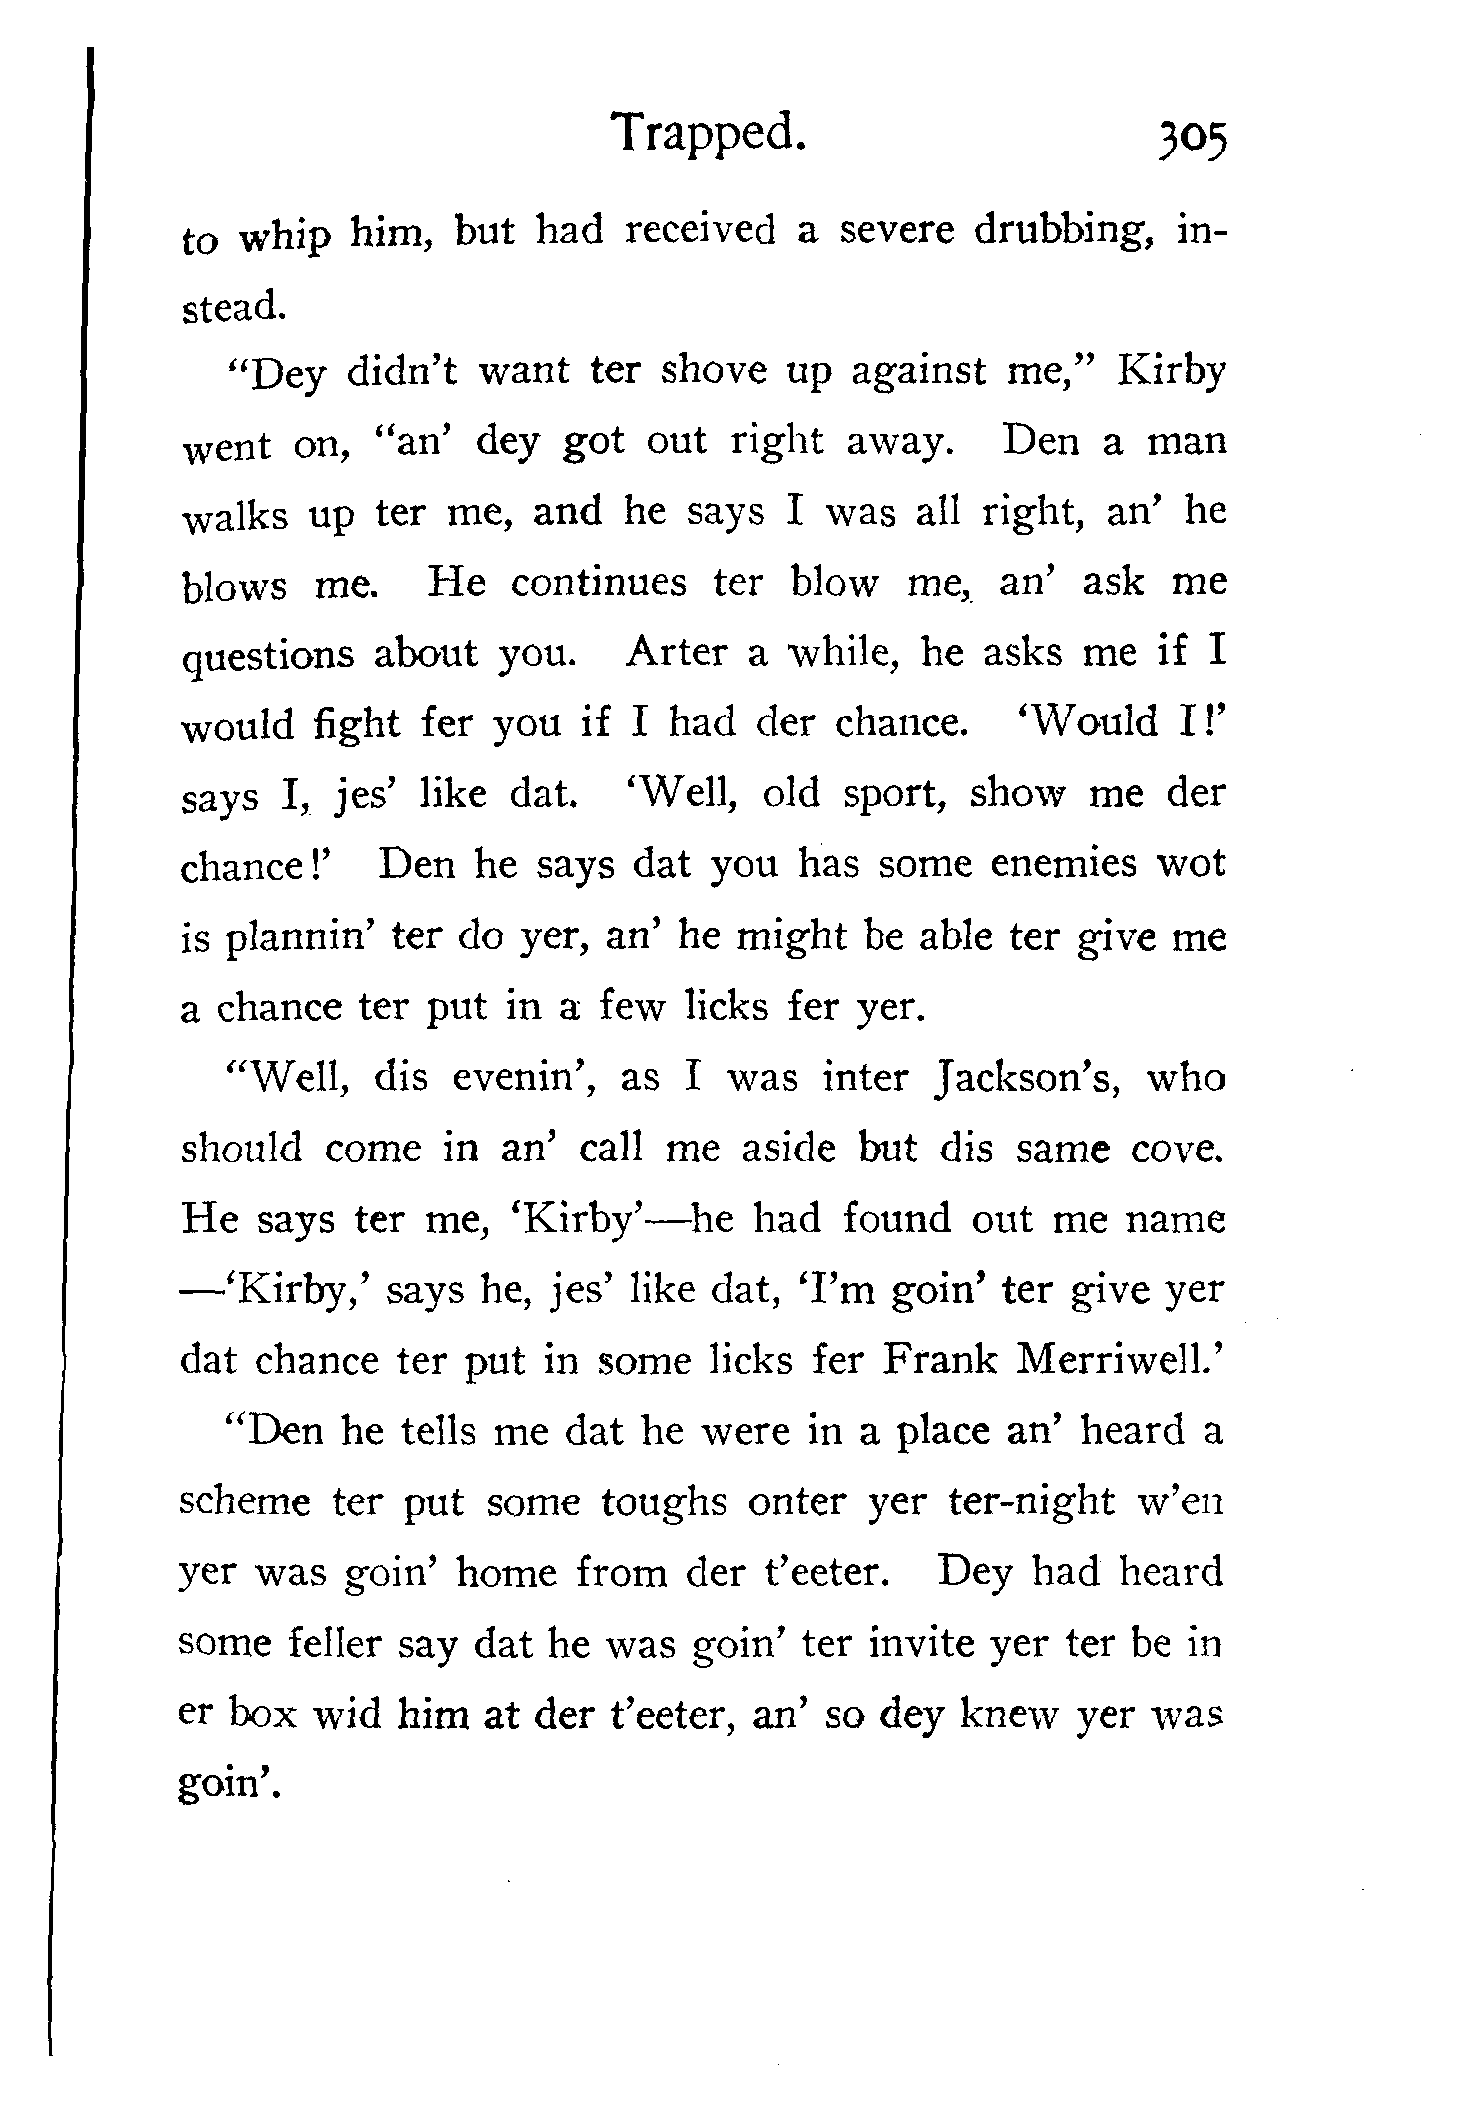 Trapped. 305
to whip him, but had received a severe drubbing, in-
stead.
“Dey didn’t want ter shove up against me,” Kirby
went on, “an’ dey got out right away. Den a man
walks up ter me, and he says I was all right, an’ he
blows me. He continues ter blow me, an’ ask me
questions about you. Arter a while, he asks me if I
would fight fer you if I had der chance. ‘Would I!’
says I, jes’ like dat. ‘Well, old sport, show me der
chance!’ Den he says dat you has some enemies wot
is plannin’ ter do yer, an’ he might be able ter give me
a chance ter put in a few licks fer yer.
“Well, dis evenin’, as I was inter Jackson’s, who
should come in an’ call me aside but dis same cove.
He says ter me, ‘Kirby’—he had found out me name
—‘Kirby,’ says he, jes’ like dat, ‘I’m goin’ ter give yer
dat chance ter put in some licks fer Frank Merriwell.’
“Den he tells me dat he were in a place an’ heard a
scheme ter put some toughs onter yer ter-night w’en
yer was goin’ home from der t’eeter. Dey had heard
some feller say dat he was goin’ ter invite yer ter be in
er box wid him at der t’eeter, an’ so dey knew yer was
goin’.